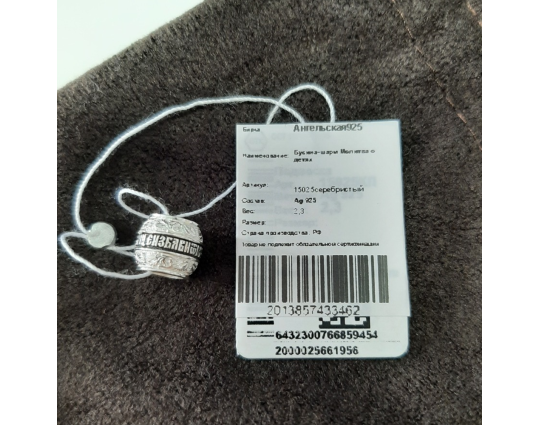 Бирка: Ангельская925
Наименование: Бусина-шарм Молитва о
детях
Артикул: 15025серебристый
Состав: Ag 925
Вес: 2,3
Размер:
Страна производства: РФ
Товар не подлежит обязательной сертификации
2013857433462
6432300766859454
2000025661956